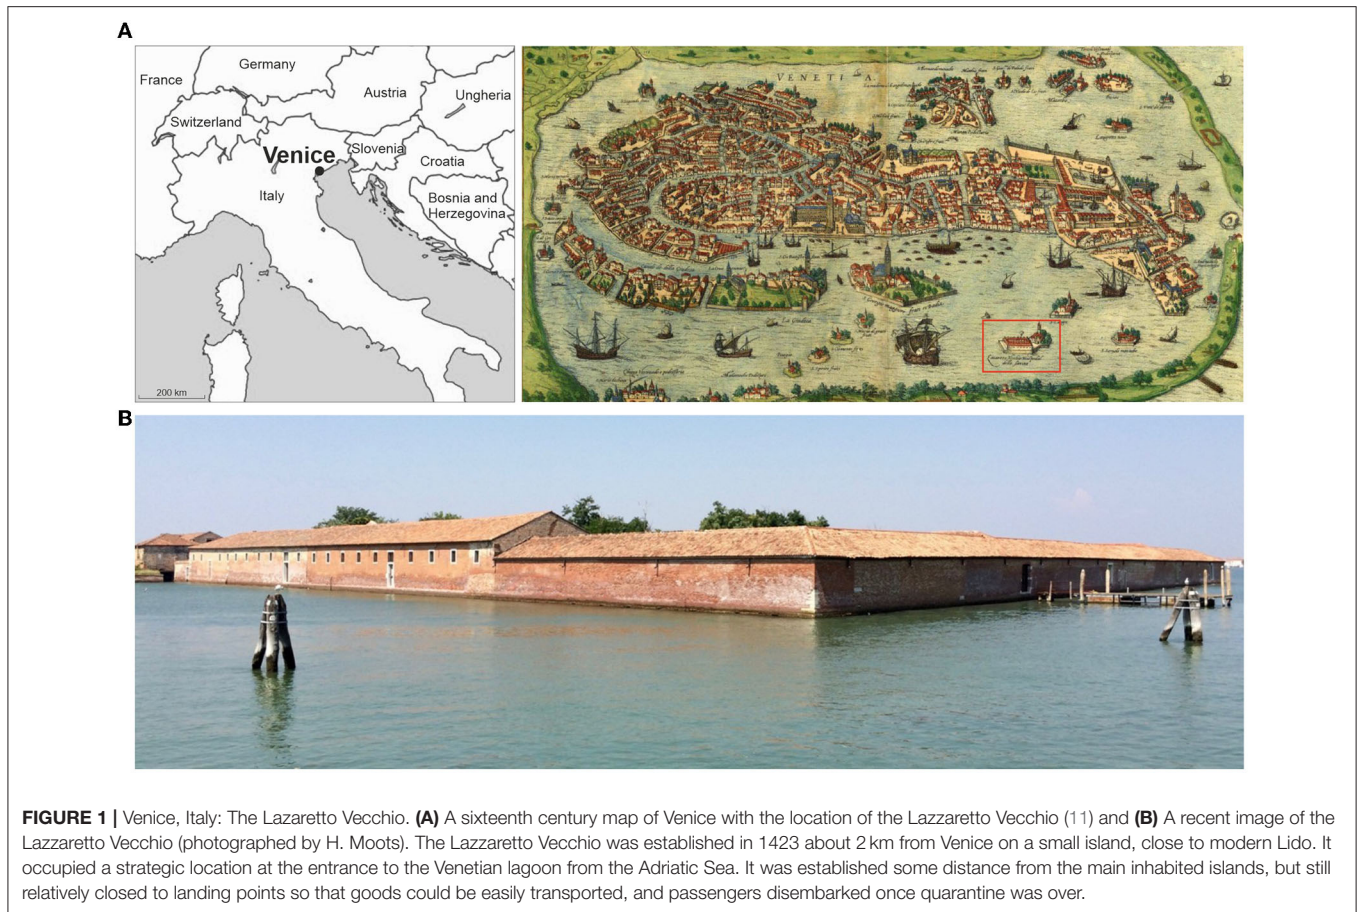 A
Germany
France
Austria
Ungheria
Switzerland
Slovenia
Venice
Croatia
Italy
Bosnia and
Herzegovina
200 km
VENETIA
B
FIGURE 1 | Venice, Italy: The Lazaretto Vecchio. (A) A sixteenth century map of Venice with the location of the Lazzaretto Vecchio (11) and (B) A recent image of the
Lazzaretto Vecchio (photographed by H. Moots). The Lazzaretto Vecchio was established in 1423 about 2 km from Venice on a small island, close to modern Lido. It
occupied a strategic location at the entrance to the Venetian lagoon from the Adriatic Sea. It was established some distance from the main inhabited islands, but still
relatively closed to landing points so that goods could be easily transported, and passengers disembarked once quarantine was over.